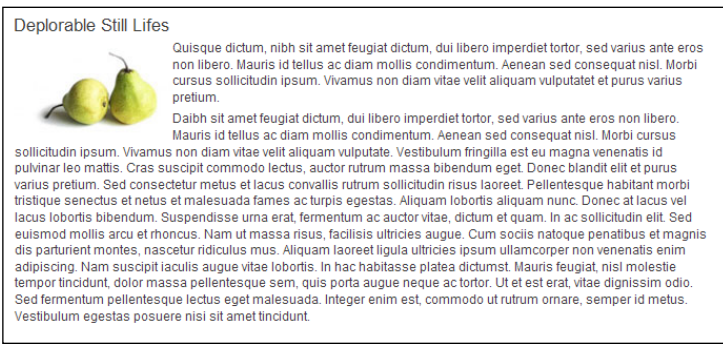 Deplorable Still Lifes
Quisque dictum, nibh sit amet feugiat dictum, dui libero imperdiet tortor, sed varius ante eros
non libero. Mauris id tellus ac diam mollis condimentum. Aenean sed consequat nisl. Morbi
cursus sollicitudin ipsum. Vivamus non diam vitae velit aliquam vulputatet et purus varius
pretium.
Daibh sit amet feugiat dictum, dui libero imperdiet tortor, sed varius ante eros non libero.
Mauris id tellus ac diam mollis condimentum. Aenean sed consequat nisl. Morbi cursus
sollicitudin ipsum. Vivamus non diam vitae velit aliquam vulputate. Vestibulum fringilla est eu magna venenatis id
pulvinar leo mattis. Cras suscipit commodo lectus, auctor rutrum massa bibendum eget. Donec blandit elit et purus
varius pretium. Sed consectetur metus et lacus convallis rutrum sollicitudin risus laoreet. Pellentesque habitant morbi
tristique senectus et netus et malesuada fames ac turpis egestas. Aliquam lobortis aliquam nunc. Donec at lacus vel
lacus lobortis bibendum. Suspendisse urna erat, fermentum ac auctor vitae, dictum et quam. In ac sollicitudin elit. Sed
euismod mollis arcu et rhoncus. Nam ut massa risus, facilisis ultricies augue. Cum sociis natoque penatibus et magnis
dis parturient montes, nascetur ridiculus mus. Aliquam laoreet ligula ultricies ipsum ullamcorper non venenatis enim
adipiscing. Nam suscipit iaculis augue vitae lobortis. In hac habitasse platea dictumst. Mauris feugiat, nisl molestie
tempor tincidunt, dolor massa pellentesque sem, quis porta augue neque ac tortor. Ut et est erat, vitae dignissim odio.
Sed fermentum pellentesque lectus eget malesuada. Integer enim est, commodo ut rutrum ornare, semper id metus.
Vestibulum egestas posuere nisi sit amet tincidunt.